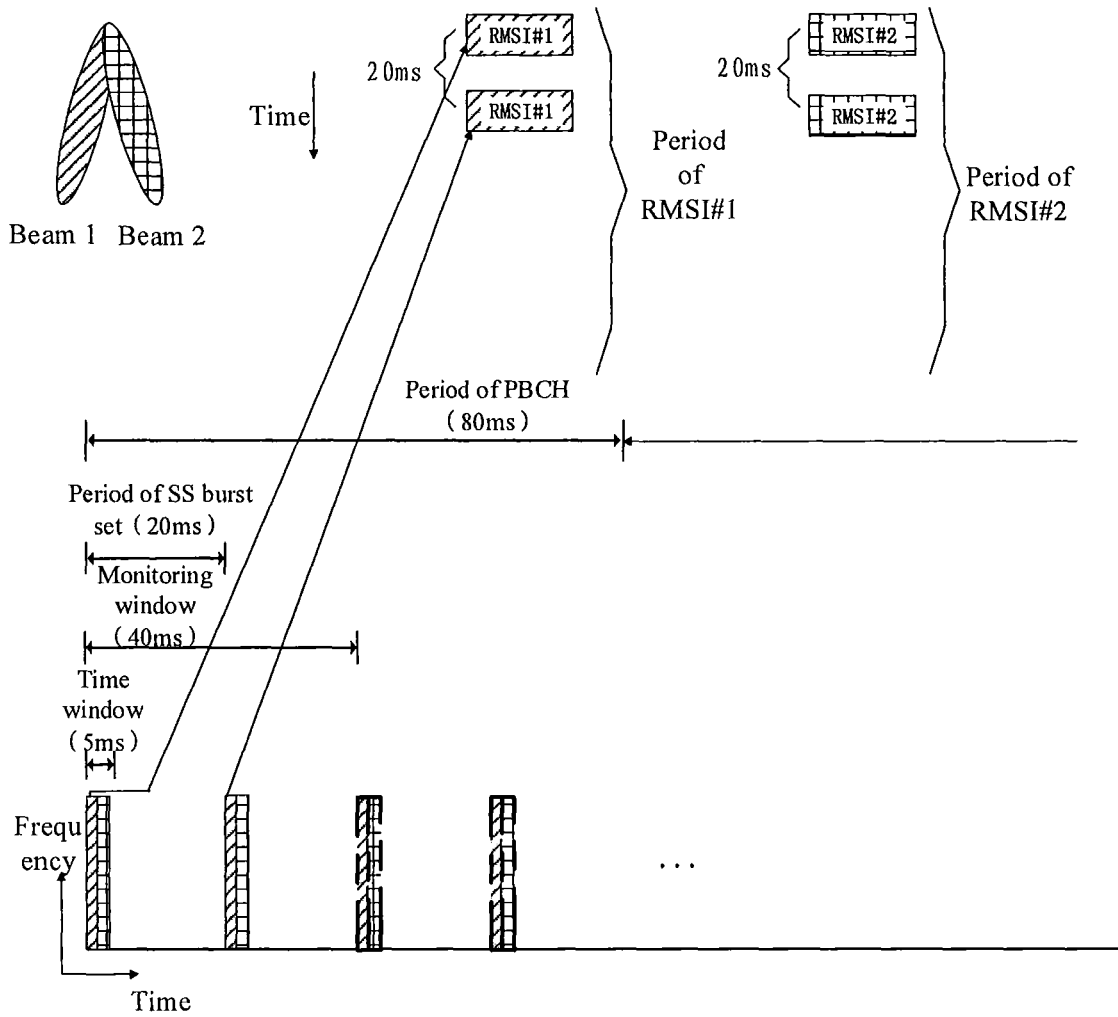 RMSI#1
RMSI#2
20ms
20ms
Time
RMSI#1
RMSI#2
Period
of
RMSI#1
Period of
RMSI#2
Beam 1 Beam 2
Period of PBCH
(80ms)
Period of SS burst
set (20ms)
Monitoring
window
(40ms)
Time
window
(5ms)
Frequ
ency
...
Time